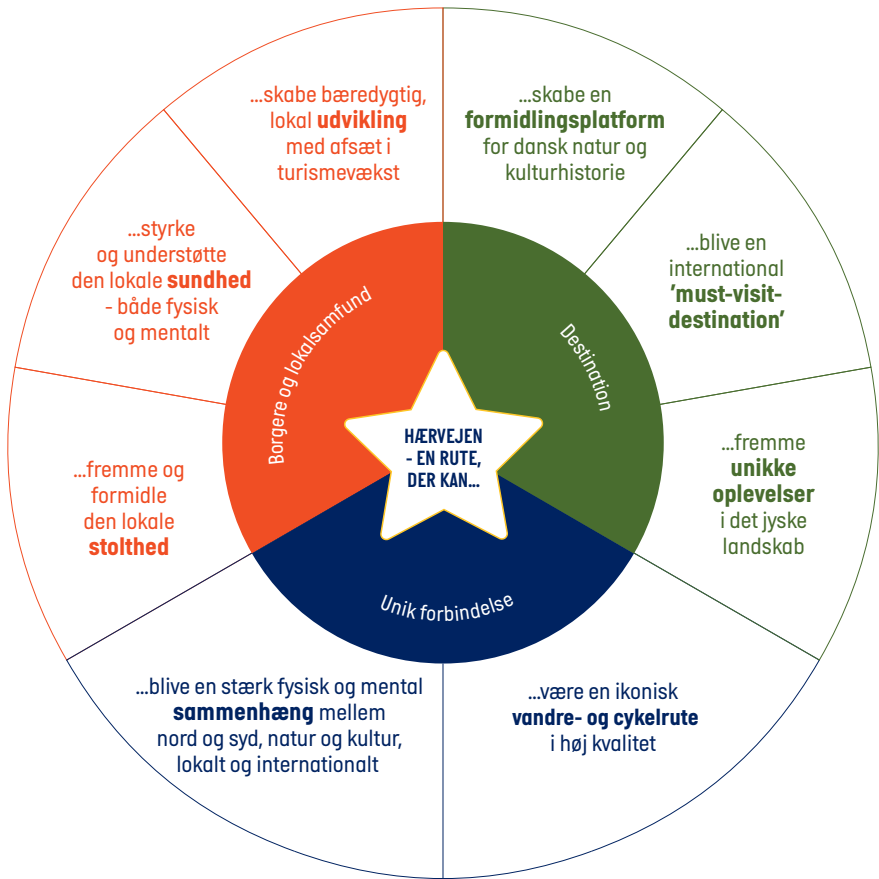 ...skabe bæredygtig,
lokal udvikling
med afsæt i
turismevækst
...skabe en
formidlingsplatform
for dansk natur og
kulturhistorie
...styrke
og understøtte
den lokale sundhed
- både fysisk
og mentalt
...blive en
international
’must-visit-
destination’
Borgere og lokalsamfund
Destination
HÆRVEJEN
- EN RUTE,
DER KAN...
...fremme og
formidle
den lokale
stolthed
...fremme
unikke
oplevelser
i det jyske
landskab
Unik forbindelse
...blive en stærk fysisk og mental
sammenhæng mellem
nord og syd, natur og kultur,
lokalt og internationalt
...være en ikonisk
vandre- og cykelrute
i høj kvalitet